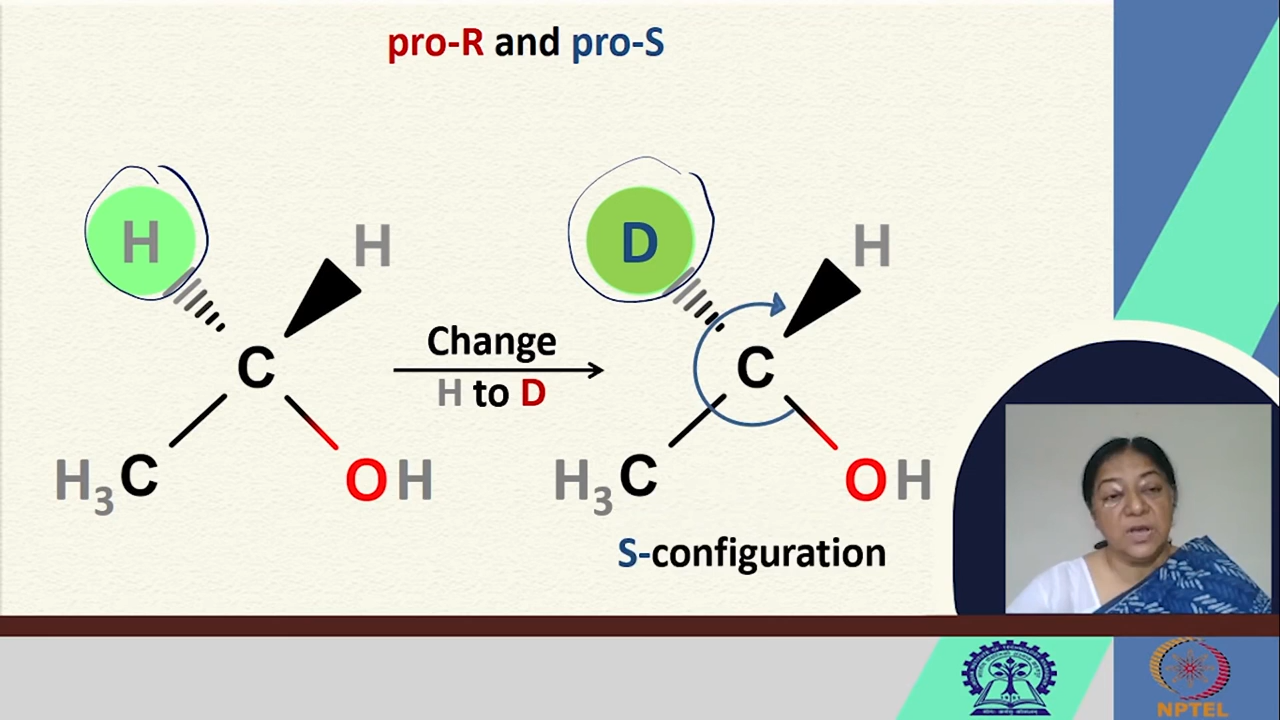 pro-R and pro-S
H
H
C
H₃C
OH
Change
H to D
D
H
C
H₃C
OH
S-configuration
NPTEL